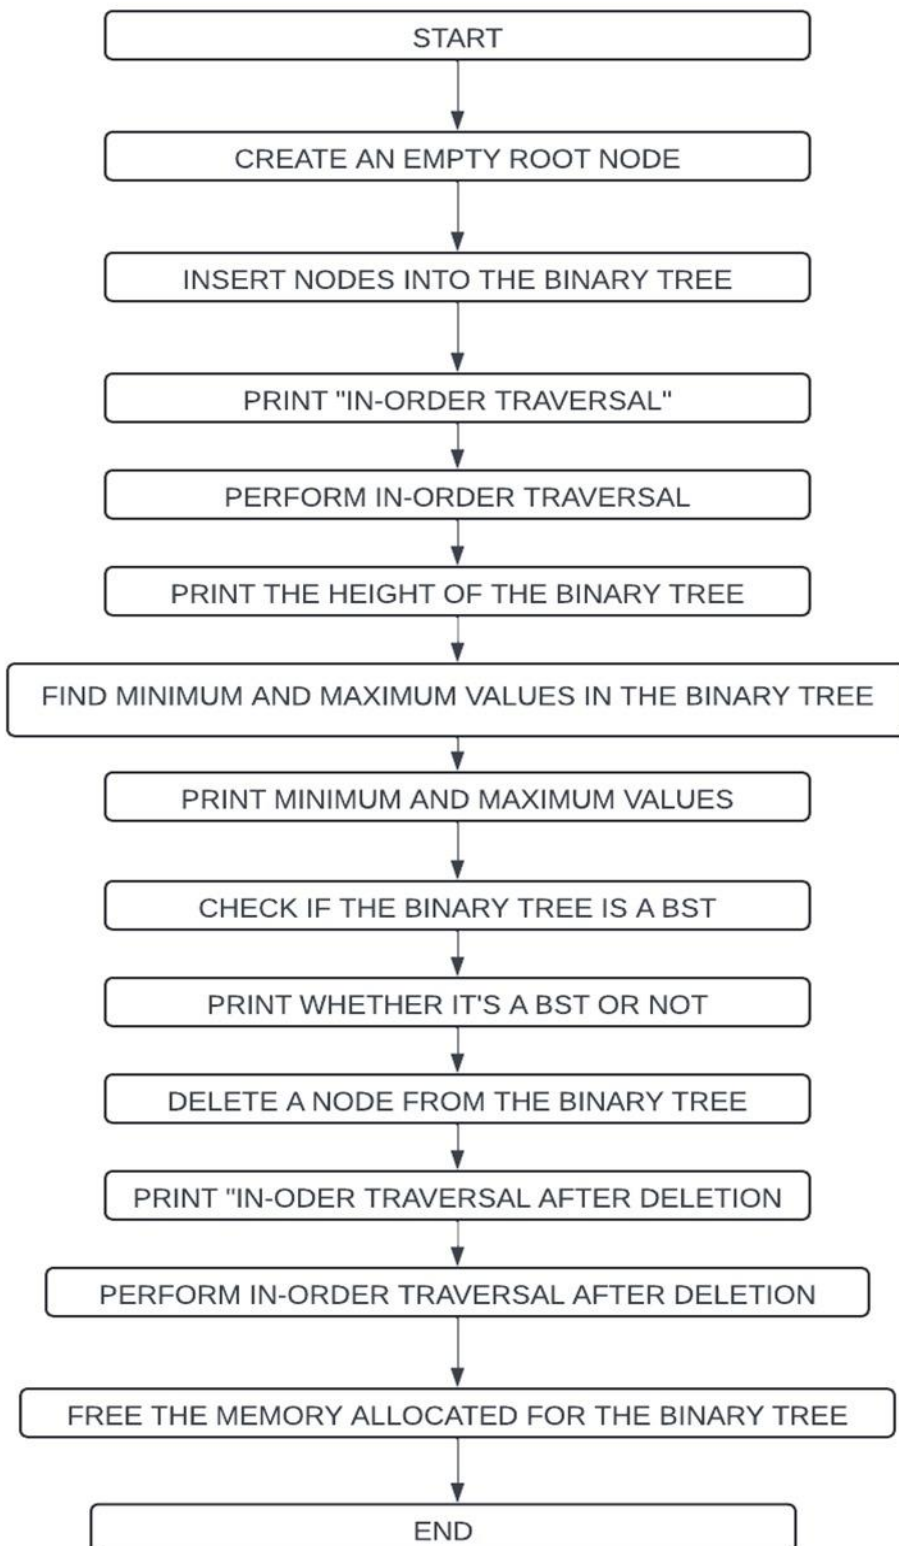 START
CREATE AN EMPTY ROOT NODE
INSERT NODES INTO THE BINARY TREE
PRINT "IN-ORDER TRAVERSAL"
PERFORM IN-ORDER TRAVERSAL
PRINT THE HEIGHT OF THE BINARY TREE
FIND MINIMUM AND MAXIMUM VALUES IN THE BINARY TREE
PRINT MINIMUM AND MAXIMUM VALUES
CHECK IF THE BINARY TREE IS A BST
PRINT WHETHER IT'S A BST OR NOT
DELETE A NODE FROM THE BINARY TREE
PRINT "IN-ODER TRAVERSAL AFTER DELETION
PERFORM IN-ORDER TRAVERSAL AFTER DELETION
FREE THE MEMORY ALLOCATED FOR THE BINARY TREE
END